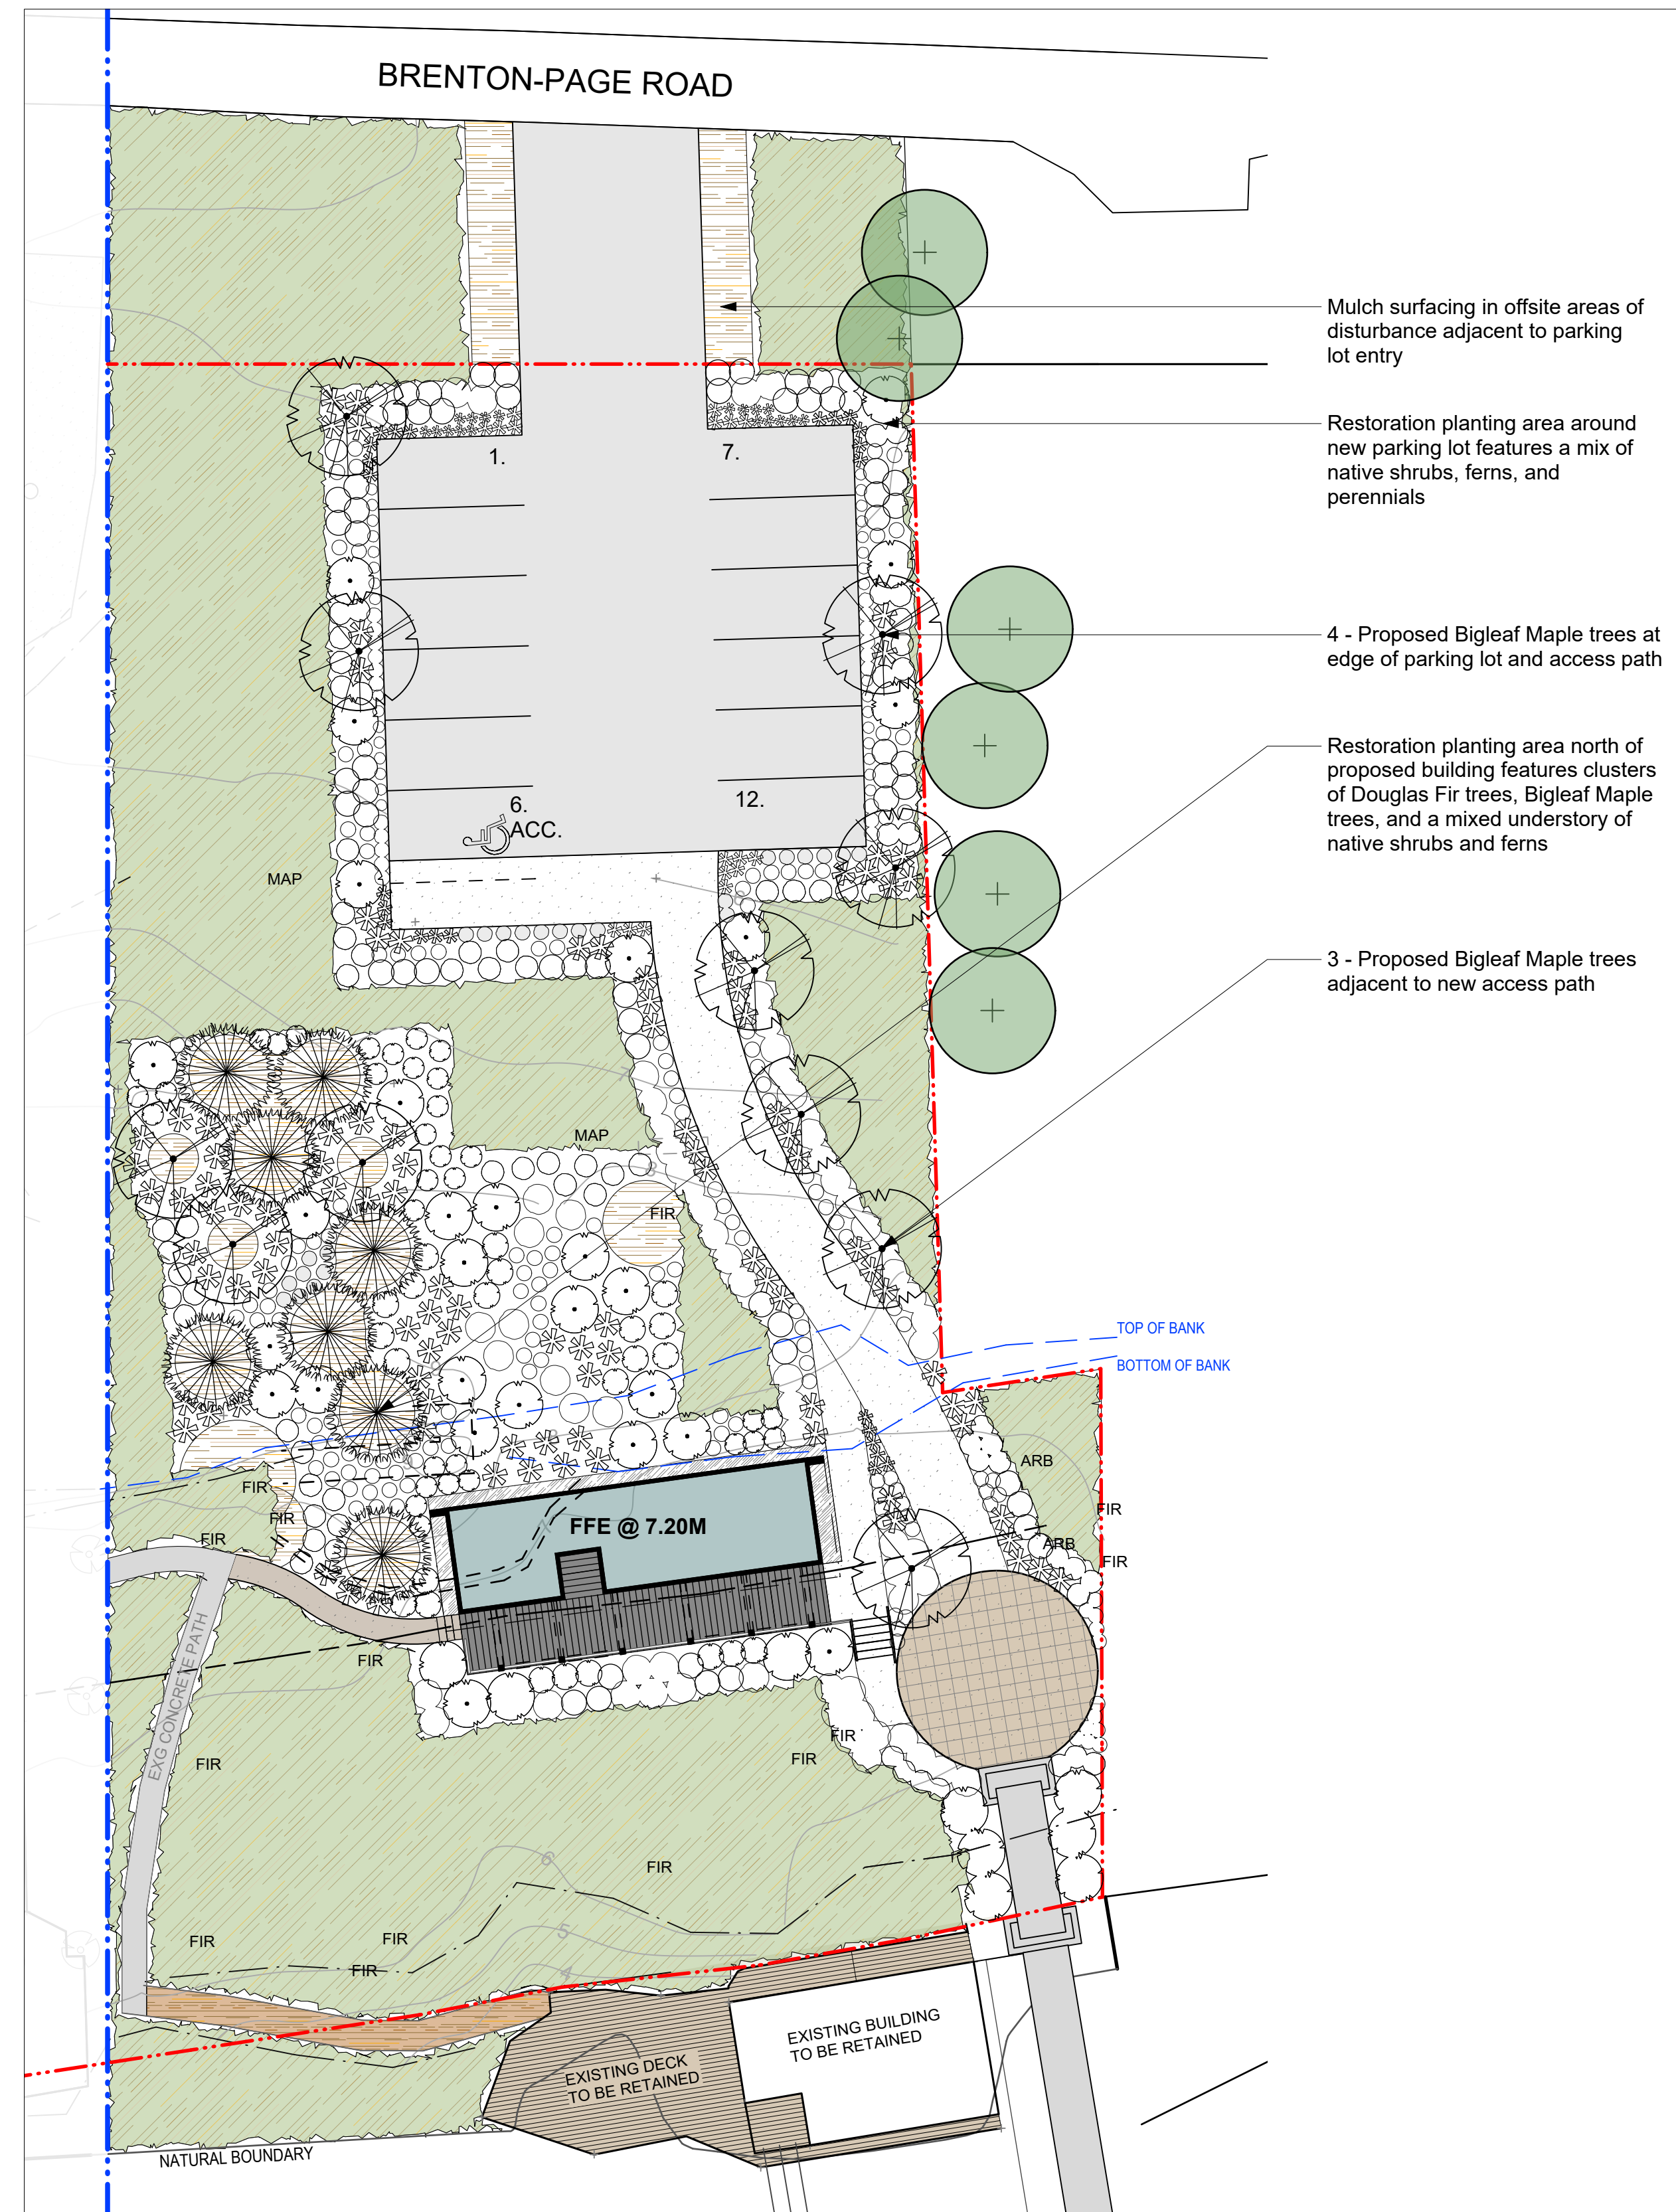 BRENTON-PAGE ROAD
Mulch surfacing in offsite areas of
disturbance adjacent to parking
lot entry
Restoration planting area around
new parking lot features a mix of
native shrubs, ferns, and
perennials
1.
7.
4 - Proposed Bigleaf Maple trees at
edge of parking lot and access path
Restoration planting area north of
proposed building features clusters
of Douglas Fir trees, Bigleaf Maple
trees, and a mixed understory of
native shrubs and ferns
6.
ACC.
12.
MAP
3 - Proposed Bigleaf Maple trees
adjacent to new access path
MAP
FIR
TOP OF BANK
BOTTOM OF BANK
ARB
FIR
FIR
FIR
FIR
FFE @ 7.20M
ARB
FIR
EXG CONCRETE PATH
FIR
FIR
FIR
FIR
6
FIR
5
FIR
FIR
FIR
4
EXISTING BUILDING
TO BE RETAINED
EXISTING DECK
TO BE RETAINED
NATURAL BOUNDARY